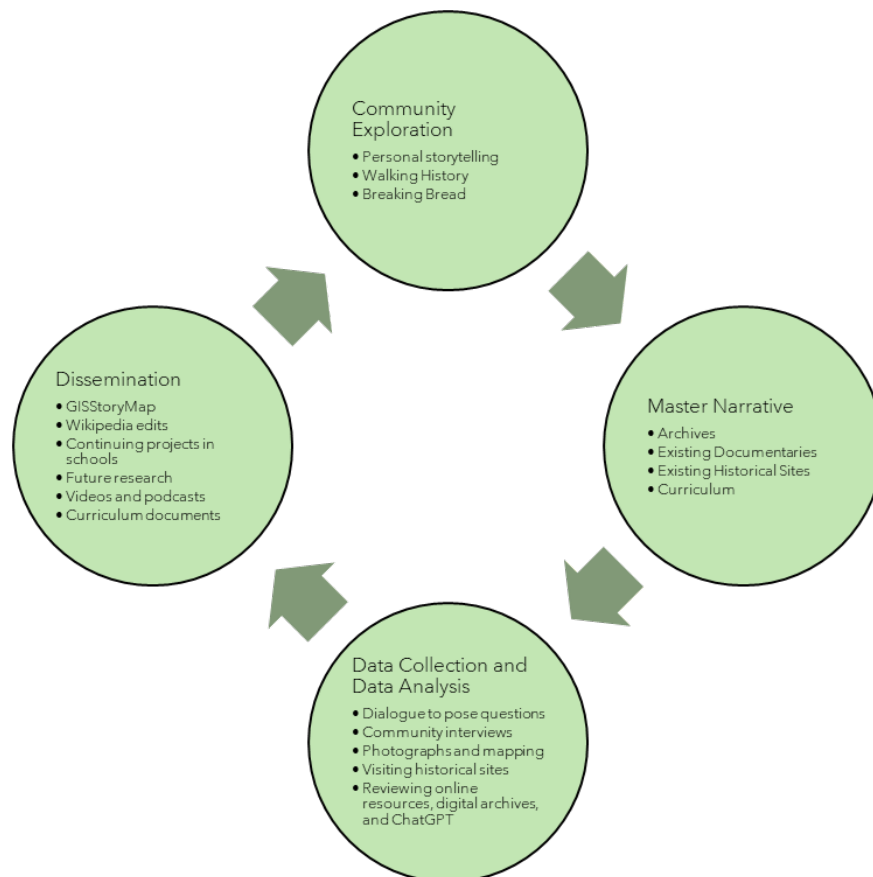 Community
Exploration
• Personal storytelling
• Walking History
• Breaking Bread
Dissemination
• GISStoryMap
• Wikipedia edits
• Continuing projects in
schools
• Future research
• Videos and podcasts
• Curriculum documents
Master Narrative
• Archives
• Existing Documentaries
• Existing Historical Sites
• Curriculum
Data Collection and
Data Analysis
• Dialogue to pose questions
• Community interviews
• Photographs and mapping
• Visiting historical sites
• Reviewing online
resources, digital archives,
and ChatGPT